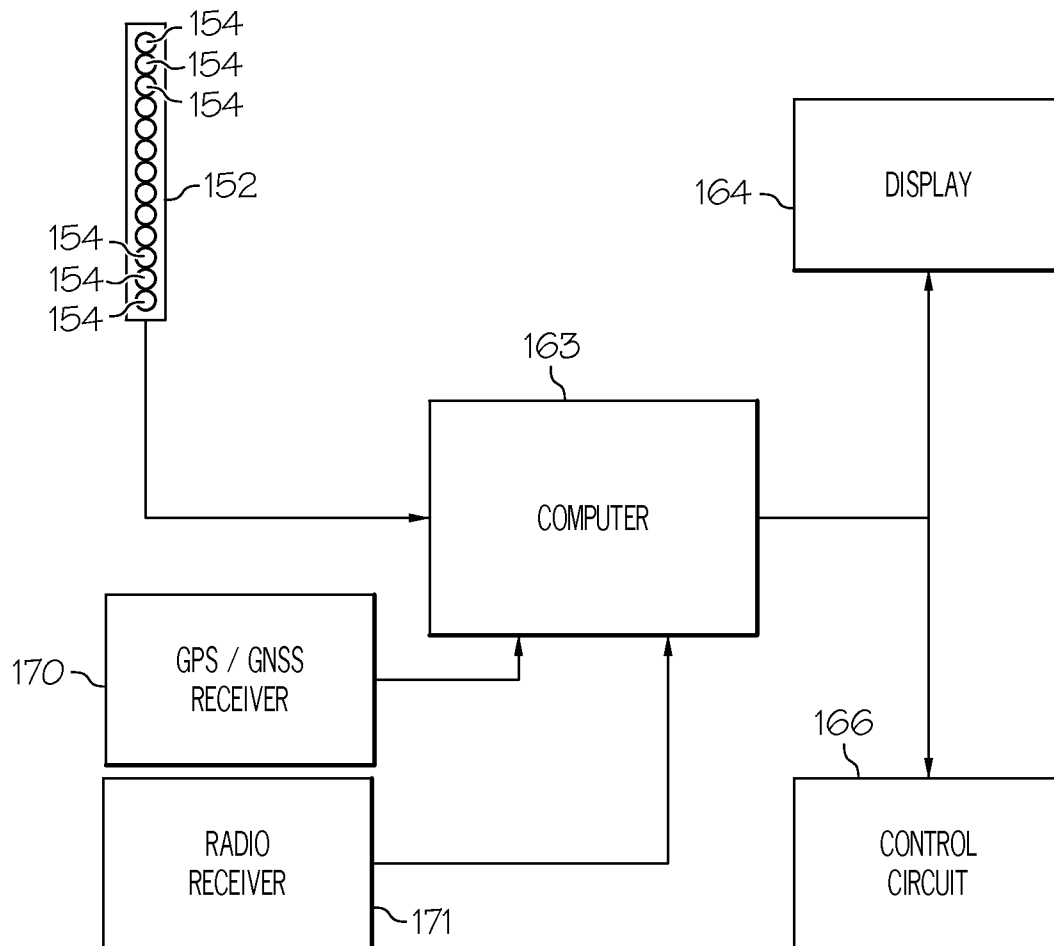 154
154
154
152
154
154
154
163
164
DISPLAY
COMPUTER
170
GPS / GNSS
RECEIVER
166
RADIO
RECEIVER
171
CONTROL
CIRCUIT